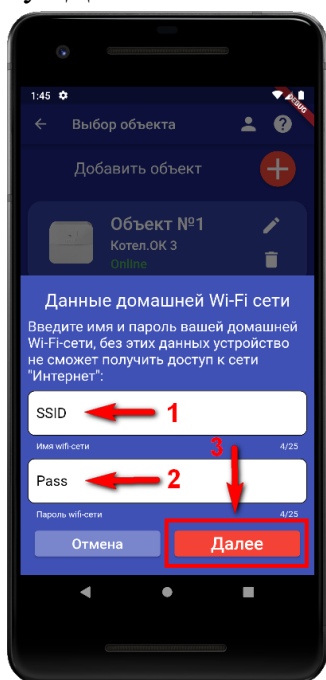 1:45
DEBUG
Выбор объекта
?
Добавить объект
+
Объект №1
Котел.ОК 3
Online
Данные домашней Wi-Fi сети
Введите имя и пароль вашей домашней
Wi-Fi-сети, без этих данных устройство
не сможет получить доступ к сети
"Интернет":
SSID 1
Имя wifi-сети 3 4/25
Pass 2
Пароль wifi-сети 4/25
Отмена Далее